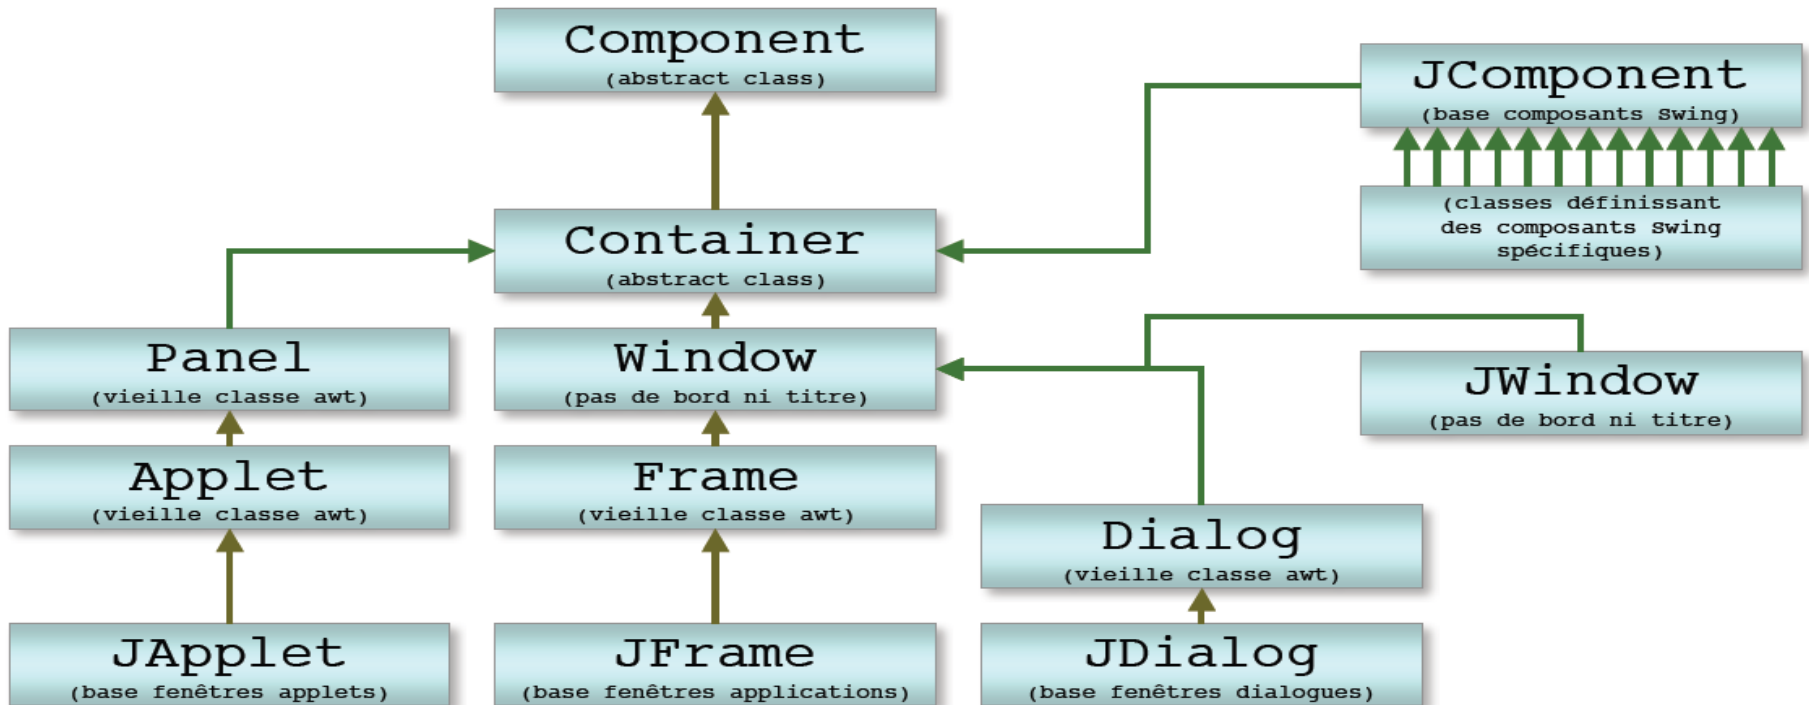 Component
(abstract class)
JComponent
(base composants Swing)
(classes définissant
des composants Swing
spécifiques)
Container
(abstract class)
Panel
(vieille classe awt)
Window
(pas de bord ni titre)
JWindow
(pas de bord ni titre)
Applet
(vieille classe awt)
Frame
(vieille classe awt)
Dialog
(vieille classe awt)
JApplet
(base fenêtres applets)
JFrame
(base fenêtres applications)
JDialog
(base fenêtres dialogues)